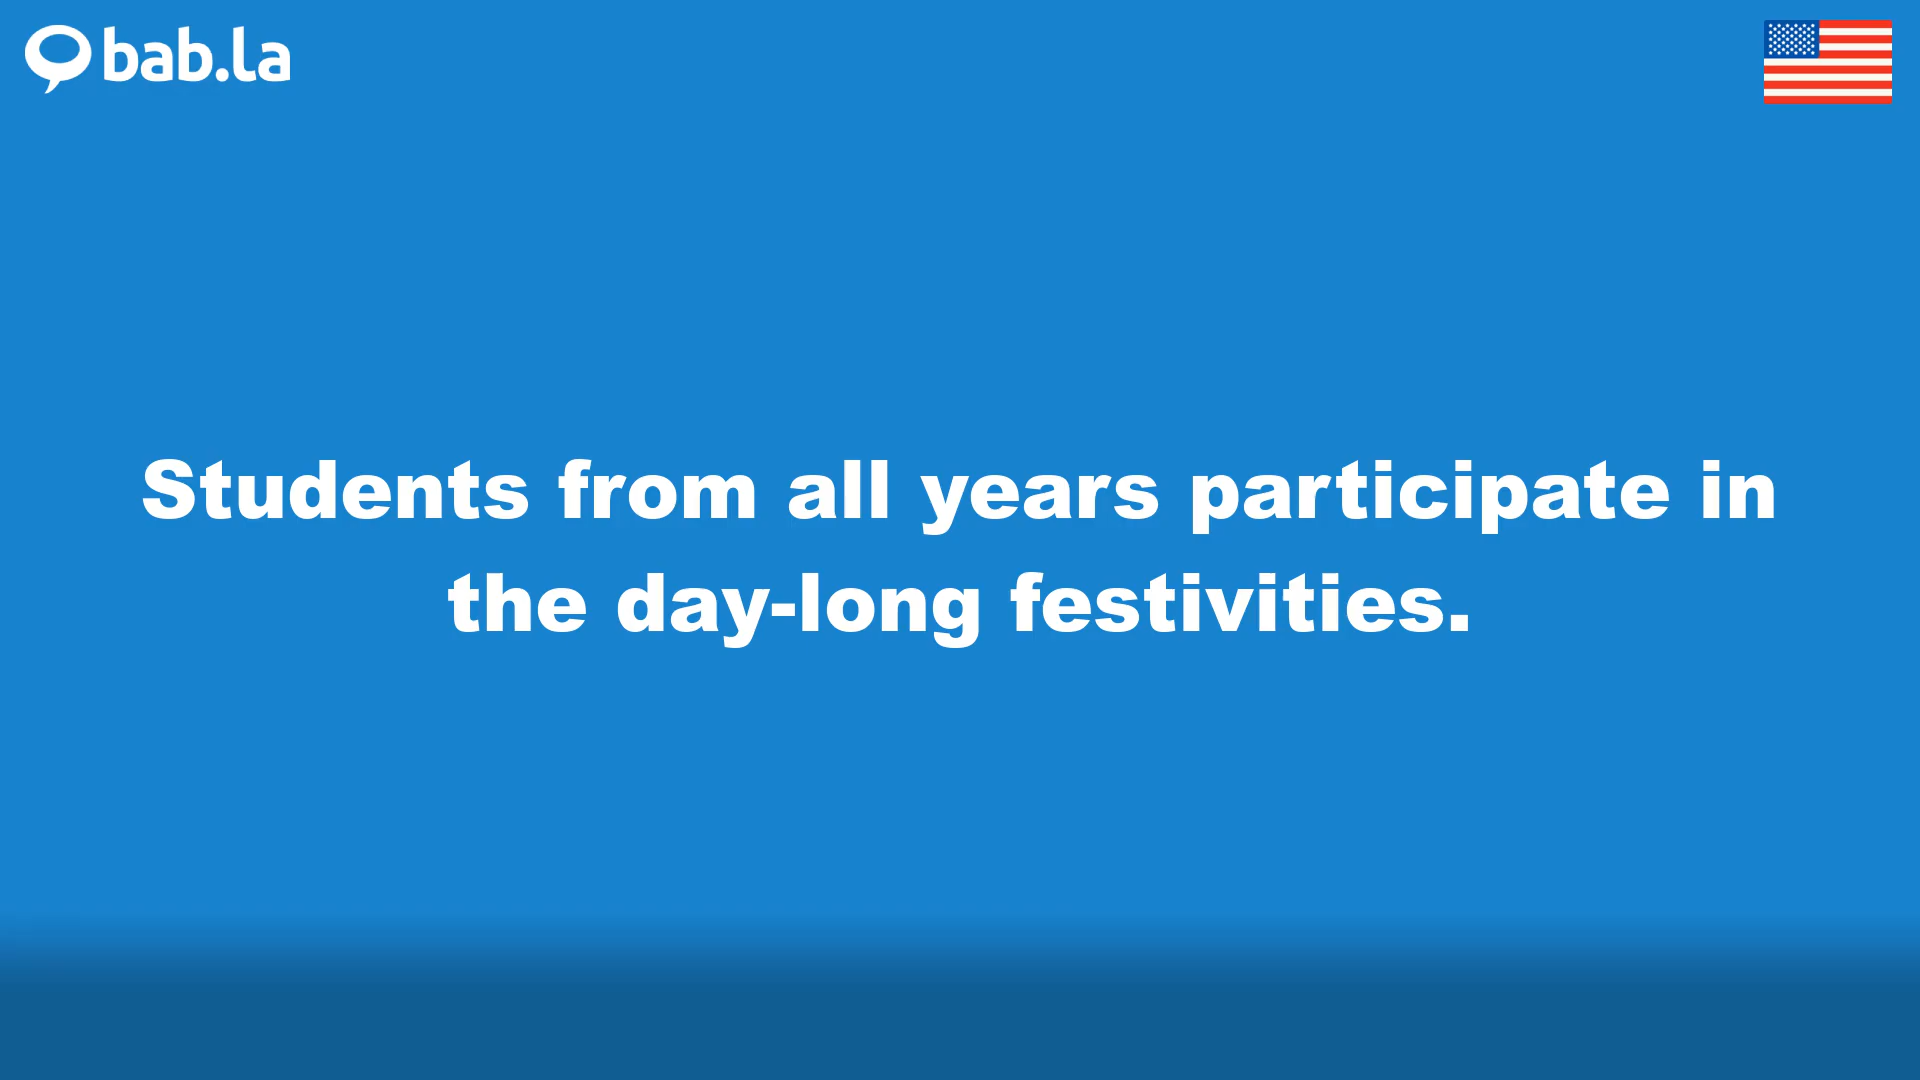 bab.la
Students from all years participate in
the day-long festivities.